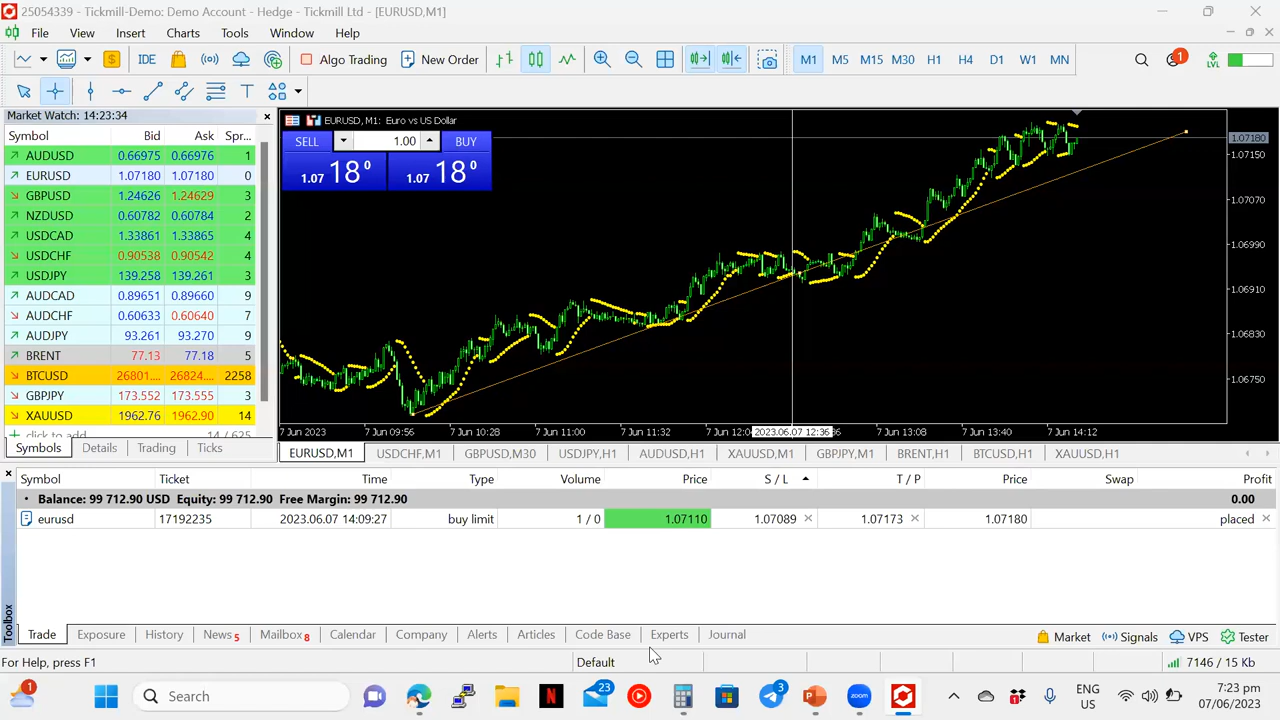 25054339 - Tickmill-Demo: Demo Account - Hedge - Tickmill Ltd - [EURUSD,M1]
File View Insert Charts Tools Window Help
IDE Algo Trading New Order M1 M5 M15 M30 H1 H4 D1 W1 MN 1 LVL
Market Watch: 14:23:34
Symbol Bid Ask Spr...
AUDUSD 0.66975 0.66976 1
EURUSD 1.07180 1.07180 0
GBPUSD 1.24626 1.24629 3
NZDUSD 0.60782 0.60784 2
USDCAD 1.33861 1.33865 4
USDCHF 0.90538 0.90542 4
USDJPY 139.258 139.261 3
AUDCAD 0.89651 0.89660 9
AUDCHF 0.60633 0.60640 7
AUDJPY 93.261 93.270 9
BRENT 77.13 77.18 5
BTCUSD 26801.... 26824.... 2258
GBPJPY 173.552 173.555 3
XAUUSD 1962.76 1962.90 14
click to add 14 / 625
Symbols Details Trading Ticks
EURUSD, M1: Euro vs US Dollar
SELL 1.00 BUY
1.07 18 0 1.07 18 0
1.07180
1.07150
1.07070
1.06990
1.06910
1.06830
1.06750
7 Jun 2023 7 Jun 09:56 7 Jun 10:28 7 Jun 11:00 7 Jun 11:32 7 Jun 12:04 2023.06.07 12:36 7 Jun 13:08 7 Jun 13:40 7 Jun 14:12
EURUSD,M1 USDCHF,M1 GBPUSD,M30 USDJPY,H1 AUDUSD,H1 XAUUSD,M1 GBPJPY,M1 BRENT,H1 BTCUSD,H1 XAUUSD,H1
Symbol Ticket Time Type Volume Price S / L T / P Price Swap Profit
Balance: 99 712.90 USD Equity: 99 712.90 Free Margin: 99 712.90 0.00
eurusd 17192235 2023.06.07 14:09:27 buy limit 1 / 0 1.07110 1.07089 1.07173 1.07180 placed
Toolbox
Trade Exposure History News 5 Mailbox 8 Calendar Company Alerts Articles Code Base Experts Journal Market Signals VPS Tester
For Help, press F1 Default 7146 / 15 Kb
1 Search 23 3 zoom 1 ENG US 7:23 pm 07/06/2023